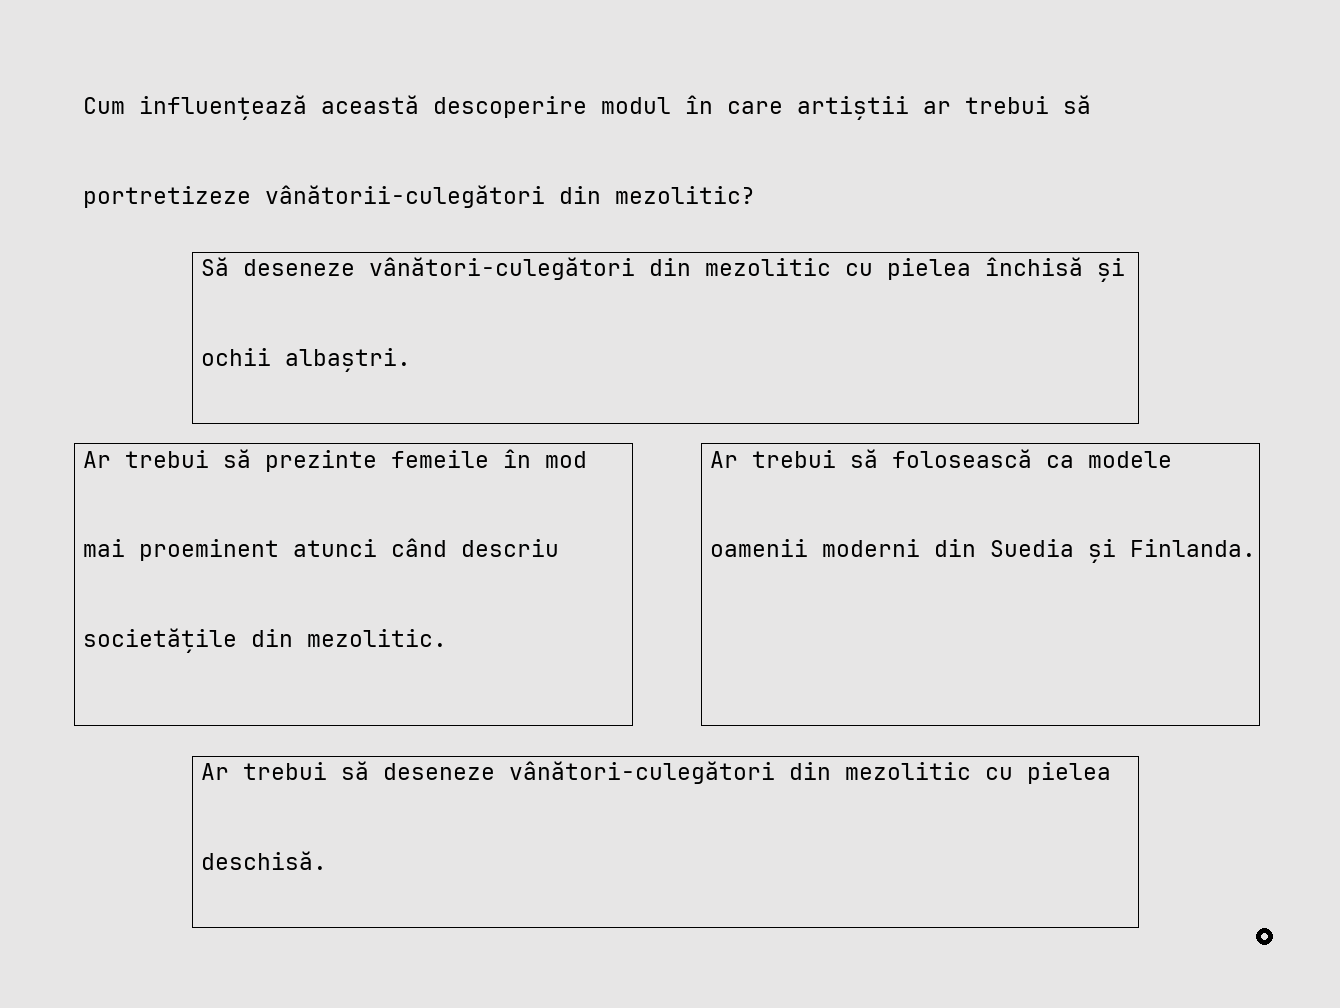 Cum influențează această descoperire modul în care artiștii ar trebui să
portretizeze vânătorii-culegători din mezolitic?
Să deseneze vânători-culegători din mezolitic cu pielea închisă și
ochii albaștri.
Ar trebui să prezinte femeile în mod
mai proeminent atunci când descriu
societățile din mezolitic.
Ar trebui să folosească ca modele
oamenii moderni din Suedia și Finlanda.
Ar trebui să deseneze vânători-culegători din mezolitic cu pielea
deschisă.